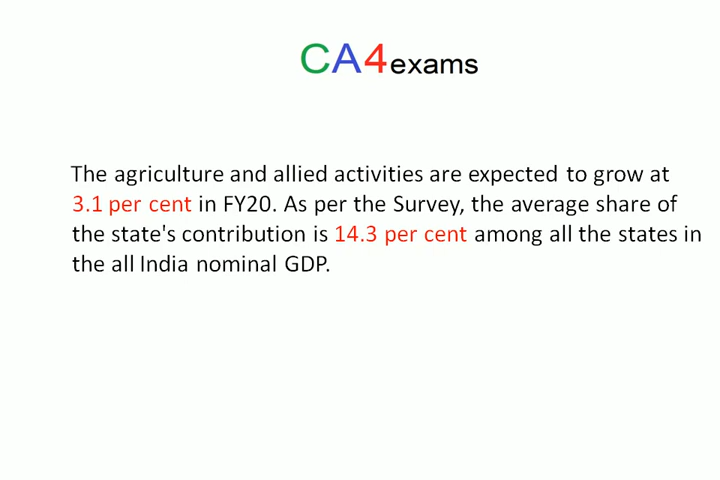 CA4exams
The agriculture and allied activities are expected to grow at
3.1 per cent in FY20. As per the Survey, the average share of
the state's contribution is 14.3 per cent among all the states in
the all India nominal GDP.